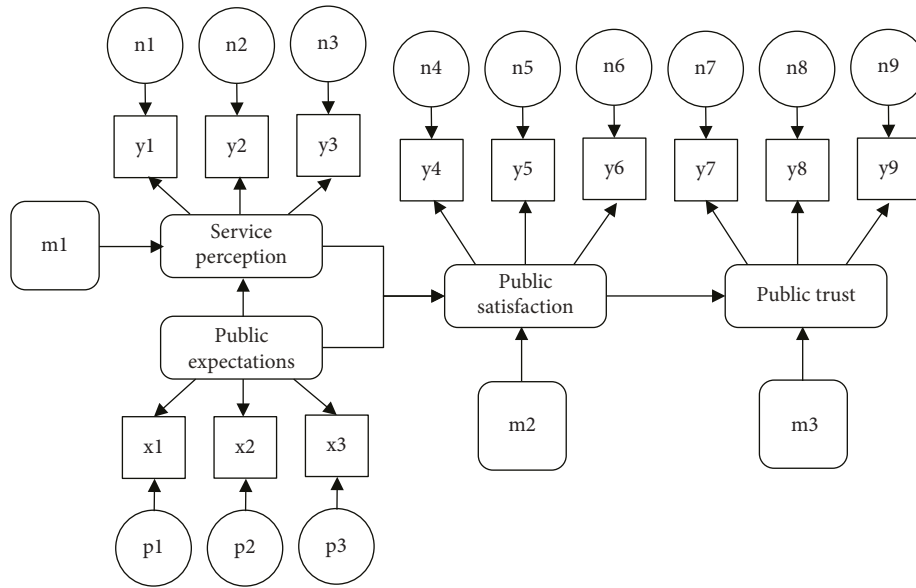 n1
n2
n3
n4
n5
n6
n7
n8
n9
y1
y2
y3
y4
y5
y6
y7
y8
y9
m1
Service
perception
Public
satisfaction
Public trust
Public
expectations
m2
m3
x1
x2
x3
p1
p2
p3